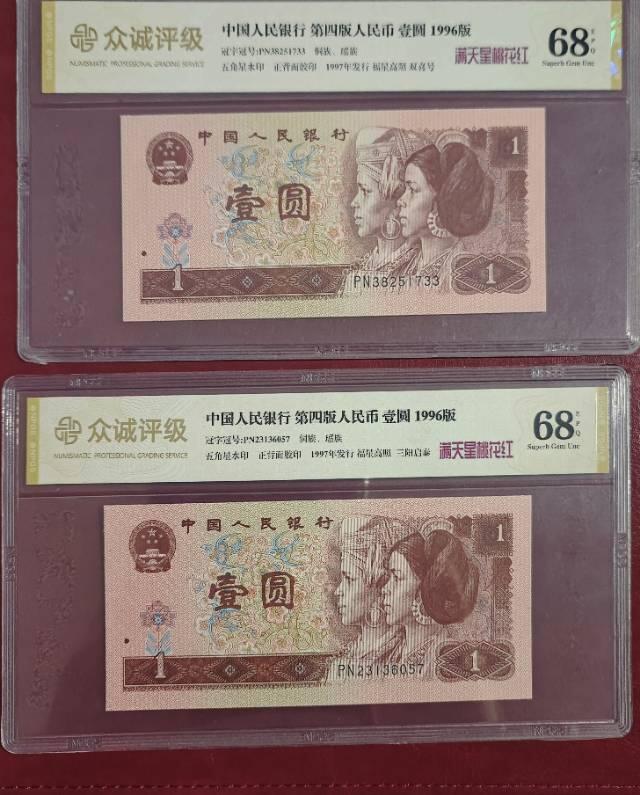 众诚评级
NUMISMATIC PROFESSIONAL GRADING SERVICE
中国人民银行 第四版人民币 壹圆 1996版
冠字冠号:PN38251733 侗族、瑶族
五角星水印 正背面胶印 1997年发行 福星高照 双喜号
满天星桃花红
68 EPQ
Superb Gem Unc
中国人民银行
壹圆
1
1
1
PN38251733
众诚评级
NUMISMATIC PROFESSIONAL GRADING SERVICE
中国人民银行 第四版人民币 壹圆 1996版
冠字冠号:PN23136057 侗族、瑶族
五角星水印 正背面胶印 1997年发行 福星高照 三阳启泰
满天星桃花红
68 EPQ
Superb Gem Unc
中国人民银行
壹圆
1
1
1
PN23136057